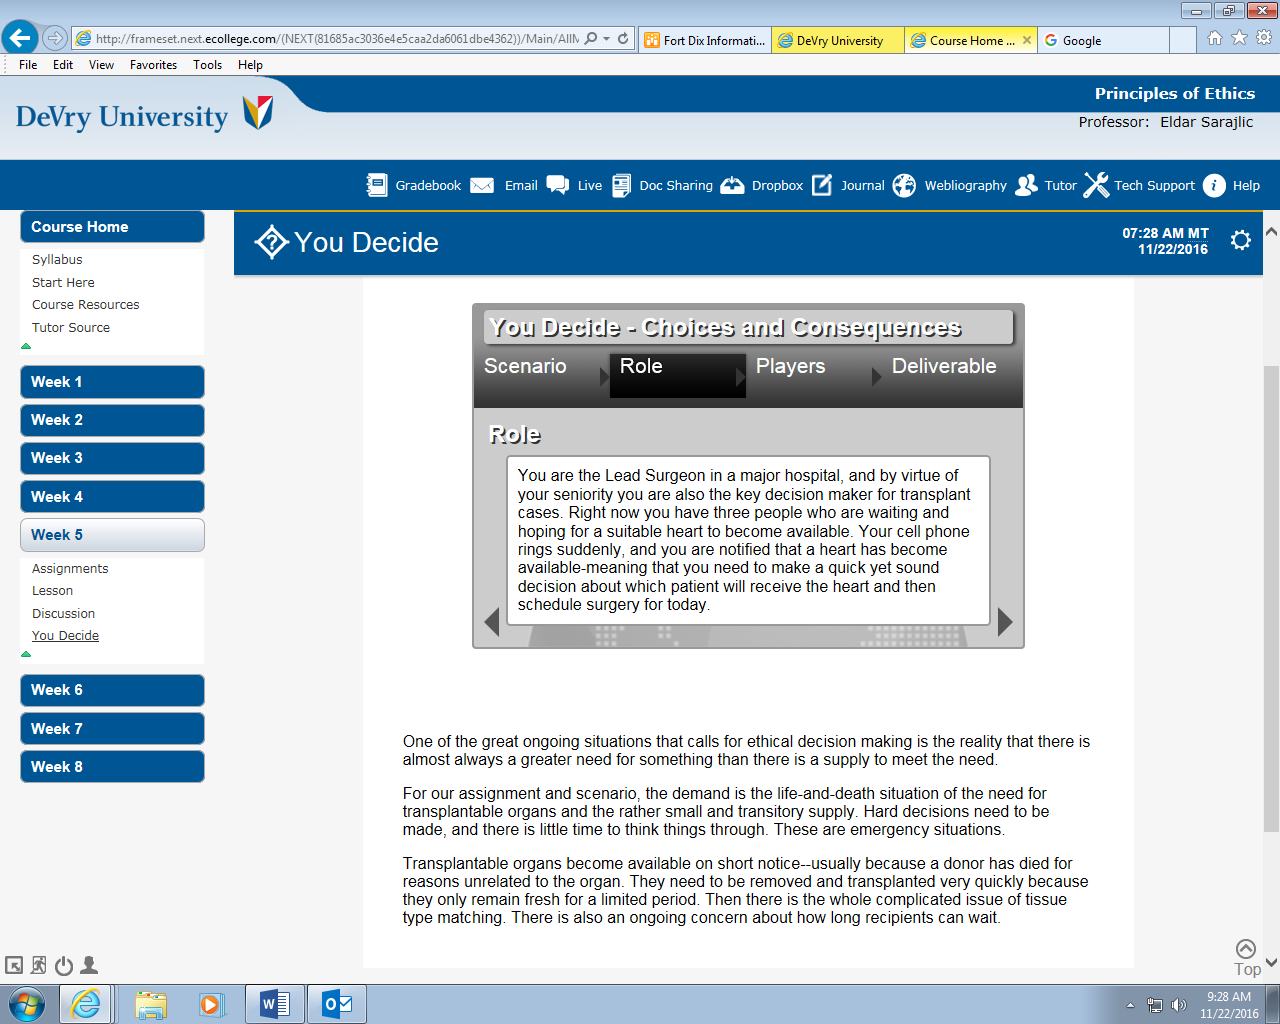 http://frameset.next.ecollege.com/(NEXT(81685ac3036e4e5caa2da6061dbe4362))/Main/AllM
Fort Dix Informati...
DeVry University
Course Home ...
Google
File Edit View Favorites Tools Help
DeVry University
Principles of Ethics
Professor: Eldar Sarajlic
Gradebook Email Live Doc Sharing Dropbox Journal Webliography Tutor Tech Support Help
Course Home
Syllabus
Start Here
Course Resources
Tutor Source
Week 1
Week 2
Week 3
Week 4
Week 5
Assignments
Lesson
Discussion
You Decide
Week 6
Week 7
Week 8
You Decide
07:28 AM MT
11/22/2016
You Decide - Choices and Consequences
Scenario Role Players Deliverable
Role
You are the Lead Surgeon in a major hospital, and by virtue of
your seniority you are also the key decision maker for transplant
cases. Right now you have three people who are waiting and
hoping for a suitable heart to become available. Your cell phone
rings suddenly, and you are notified that a heart has become
available-meaning that you need to make a quick yet sound
decision about which patient will receive the heart and then
schedule surgery for today.
One of the great ongoing situations that calls for ethical decision making is the reality that there is
almost always a greater need for something than there is a supply to meet the need.
For our assignment and scenario, the demand is the life-and-death situation of the need for
transplantable organs and the rather small and transitory supply. Hard decisions need to be
made, and there is little time to think things through. These are emergency situations.
Transplantable organs become available on short notice--usually because a donor has died for
reasons unrelated to the organ. They need to be removed and transplanted very quickly because
they only remain fresh for a limited period. Then there is the whole complicated issue of tissue
type matching. There is also an ongoing concern about how long recipients can wait.
Top
9:28 AM
11/22/2016